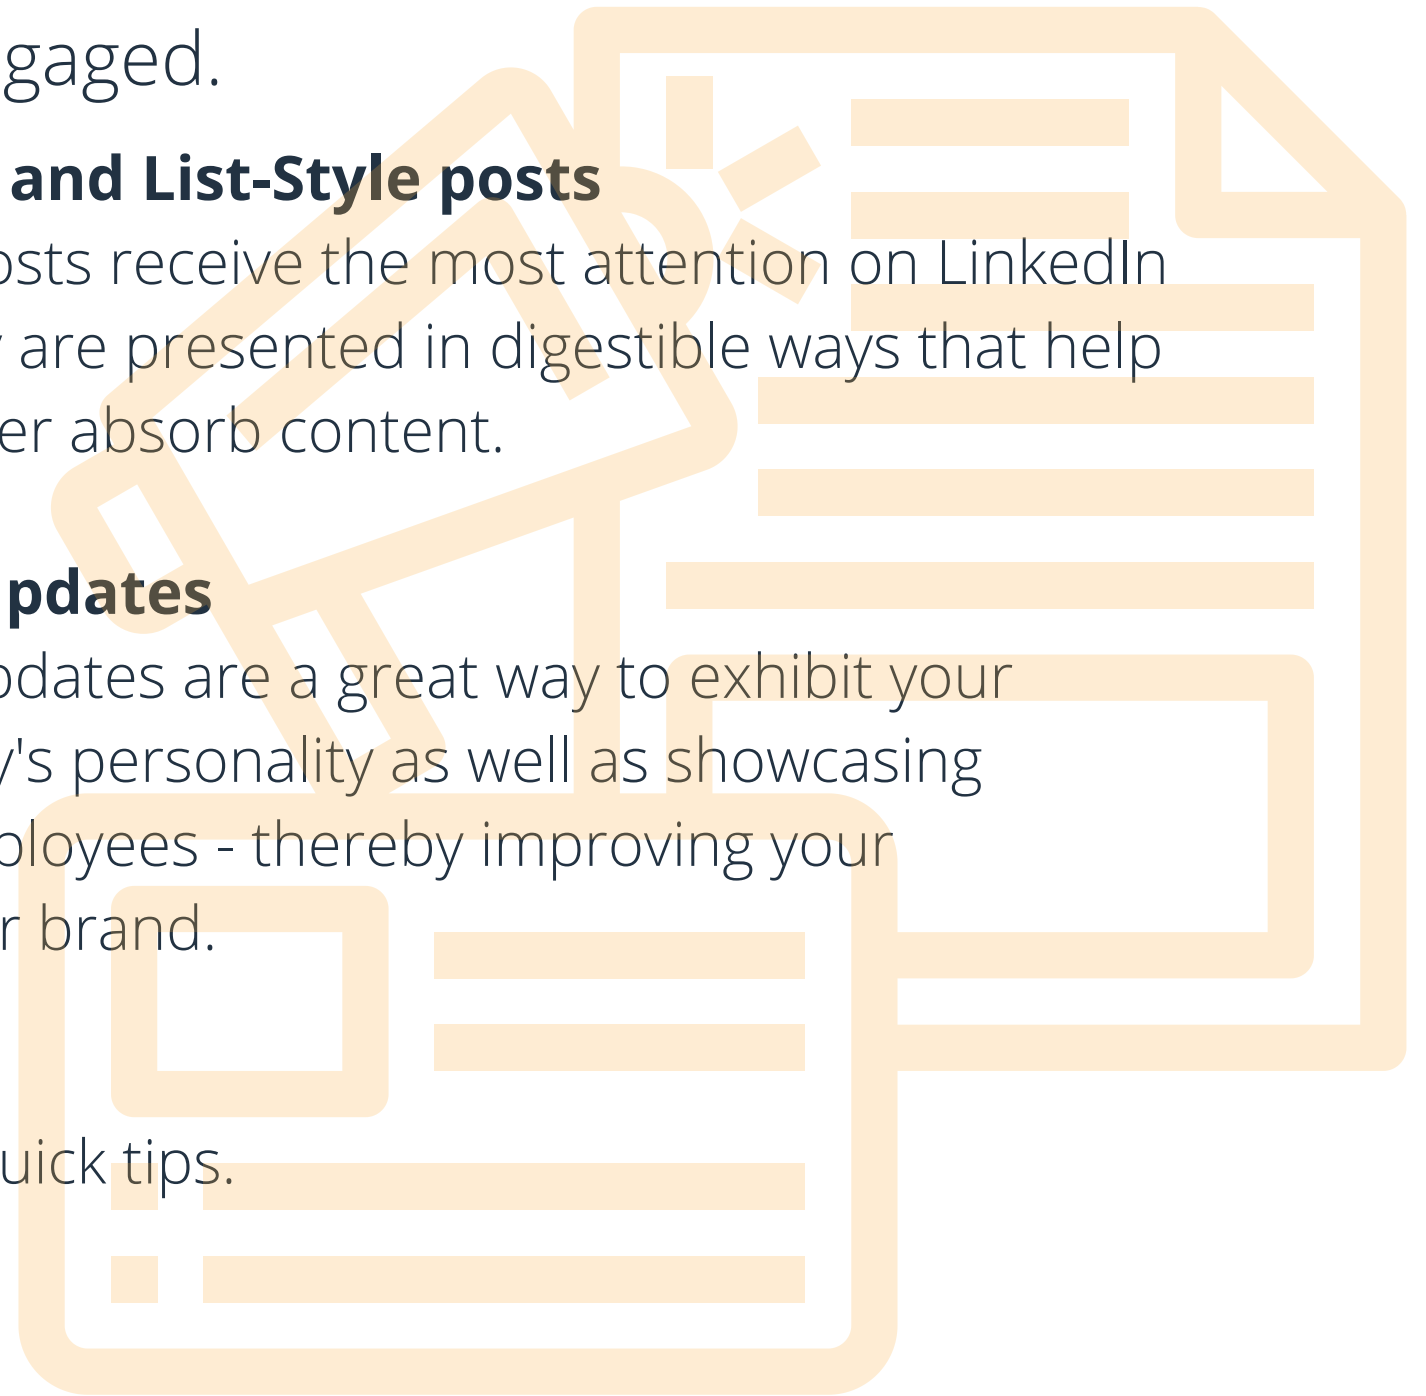 gaged.
and List-Style posts
osts receive the most attention on LinkedIn
are presented in digestible ways that help
er absorb content.
pdates
pdates are a great way to exhibit your
y's personality as well as showcasing
ployees - thereby improving your
r brand.
uick tips.